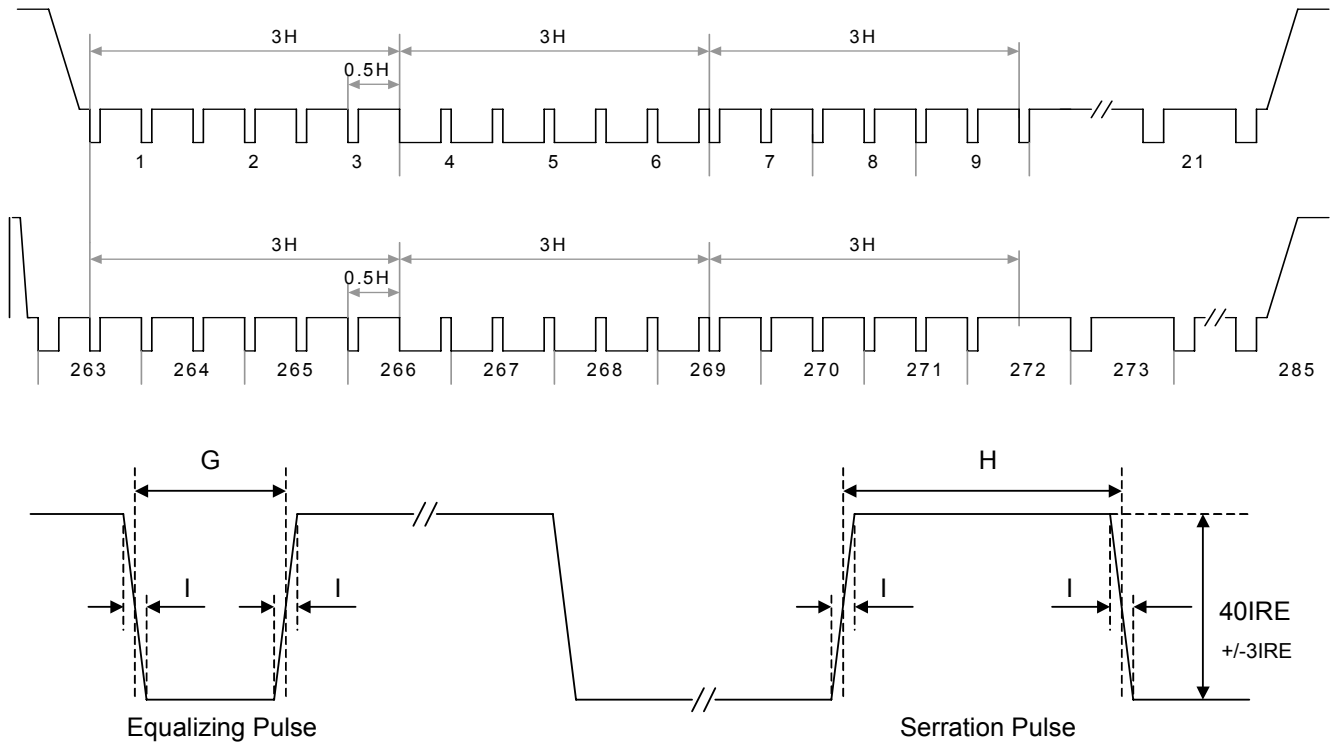 3H 3H 3H
0.5H
1 2 3 4 5 6 7 8 9 21
3H 3H 3H
0.5H
263 264 265 266 267 268 269 270 271 272 273 285
G H
I I I I
40IRE
+/-3IRE
Equalizing Pulse Serration Pulse